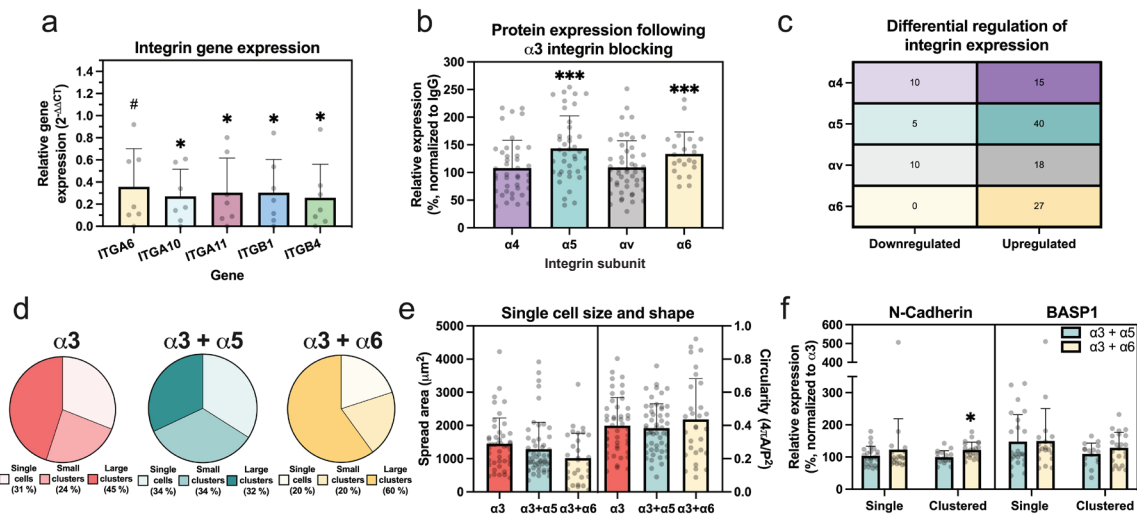 a
Integrin gene expression
Relative gene
expression (2^-ΔΔCT)
1.4
1.2
1.0
0.8
0.6
0.4
0.2
0.0
#
*
*
*
*
ITGA6
ITGA10
ITGA11
ITGB1
ITGB4
Gene
b
Protein expression following
α3 integrin blocking
Relative expression
(%, normalized to IgG)
300
250
200
150
100
50
0
***
***
α4
α5
αv
α6
Integrin subunit
c
Differential regulation of
integrin expression
α4 10 15
α5 5 40
αv 10 18
α6 0 27
Downregulated Upregulated
d
α3
Single cells (31 %)
Small clusters (24 %)
Large clusters (45 %)
α3 + α5
Single cells (34 %)
Small clusters (34 %)
Large clusters (32 %)
α3 + α6
Single cells (20 %)
Small clusters (20 %)
Large clusters (60 %)
e
Single cell size and shape
Spread area (μm²)
5000
4000
3000
2000
1000
0
α3 α3+α5 α3+α6 α3 α3+α5 α3+α6
1.0
0.8
0.6
0.4
0.2
0.0
Circularity (4πA/P²)
f
N-Cadherin BASP1
Relative expression
(%, normalized to α3)
600
500
400
300
200
100
0
*
α3 + α5
α3 + α6
Single Clustered Single Clustered